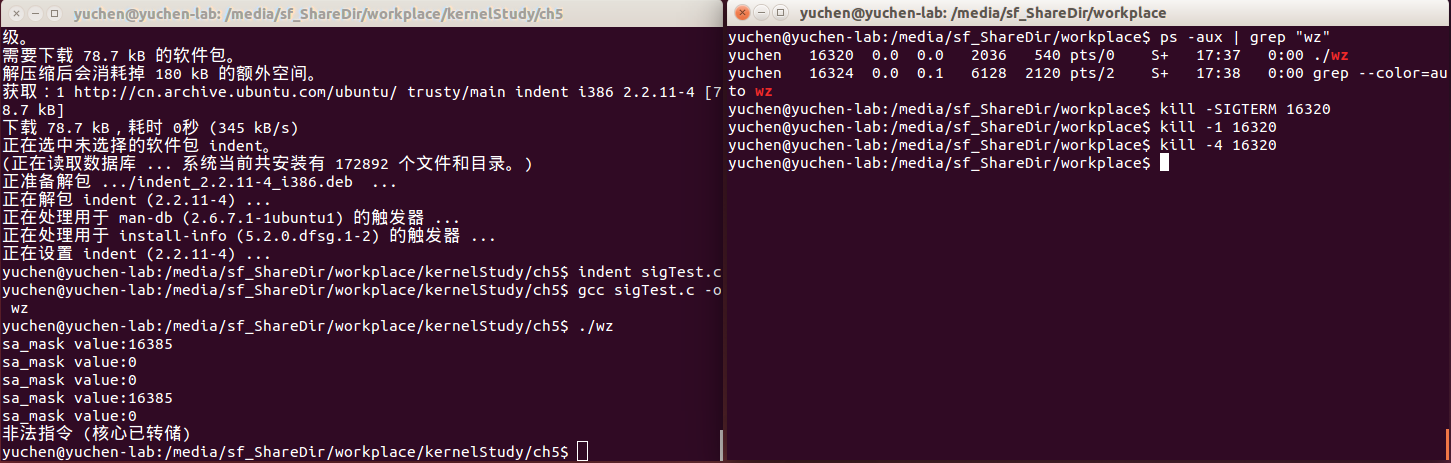 yuchen@yuchen-lab: /media/sf_ShareDir/workplace/kernelStudy/ch5
级。
需要下载 78.7 kB 的软件包。
解压缩后会消耗掉 180 kB 的额外空间。
获取：1 http://cn.archive.ubuntu.com/ubuntu/ trusty/main indent i386 2.2.11-4 [7
8.7 kB]
下载 78.7 kB，耗时 0秒 (345 kB/s)
正在选中未选择的软件包 indent。
(正在读取数据库 ... 系统当前共安装有 172892 个文件和目录。)
正准备解包 .../indent_2.2.11-4_i386.deb  ...
正在解包 indent (2.2.11-4) ...
正在处理用于 man-db (2.6.7.1-1ubuntu1) 的触发器 ...
正在处理用于 install-info (5.2.0.dfsg.1-2) 的触发器 ...
正在设置 indent (2.2.11-4) ...
yuchen@yuchen-lab:/media/sf_ShareDir/workplace/kernelStudy/ch5$ indent sigTest.c
yuchen@yuchen-lab:/media/sf_ShareDir/workplace/kernelStudy/ch5$ gcc sigTest.c -o
 wz
yuchen@yuchen-lab:/media/sf_ShareDir/workplace/kernelStudy/ch5$ ./wz
sa_mask value:16385
sa_mask value:0
sa_mask value:0
sa_mask value:16385
sa_mask value:0
非法指令 (核心已转储)
yuchen@yuchen-lab:/media/sf_ShareDir/workplace/kernelStudy/ch5$
yuchen@yuchen-lab: /media/sf_ShareDir/workplace
yuchen@yuchen-lab:/media/sf_ShareDir/workplace$ ps -aux | grep "wz"
yuchen   16320  0.0  0.0   2036   540 pts/0    S+   17:37   0:00 ./wz
yuchen   16324  0.0  0.1   6128  2120 pts/2    S+   17:38   0:00 grep --color=au
to wz
yuchen@yuchen-lab:/media/sf_ShareDir/workplace$ kill -SIGTERM 16320
yuchen@yuchen-lab:/media/sf_ShareDir/workplace$ kill -1 16320
yuchen@yuchen-lab:/media/sf_ShareDir/workplace$ kill -4 16320
yuchen@yuchen-lab:/media/sf_ShareDir/workplace$